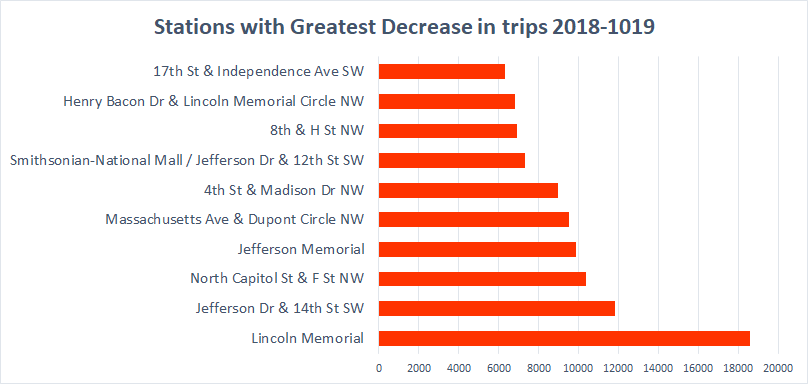 Stations with Greatest Decrease in trips 2018-1019
17th St & Independence Ave SW
Henry Bacon Dr & Lincoln Memorial Circle NW
8th & H St NW
Smithsonian-National Mall / Jefferson Dr & 12th St SW
4th St & Madison Dr NW
Massachusetts Ave & Dupont Circle NW
Jefferson Memorial
North Capitol St & F St NW
Jefferson Dr & 14th St SW
Lincoln Memorial
0 2000 4000 6000 8000 10000 12000 14000 16000 18000 20000